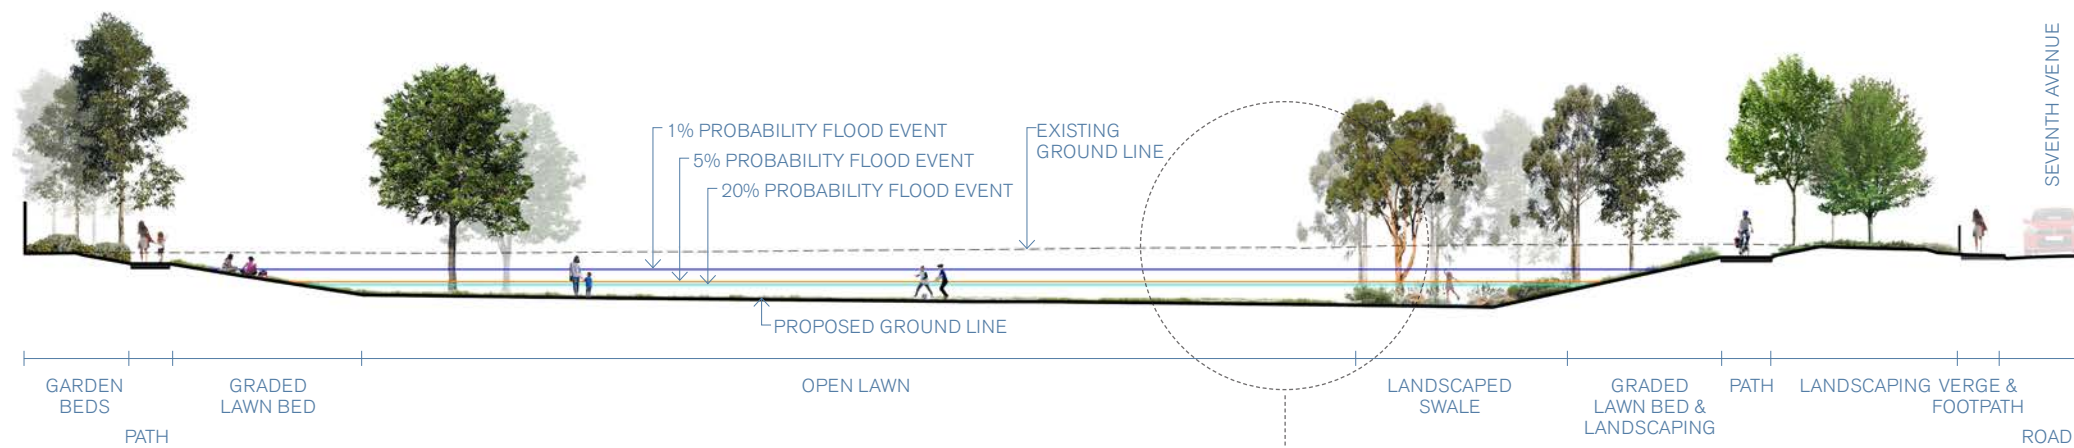 SEVENTH AVENUE
1% PROBABILITY FLOOD EVENT
5% PROBABILITY FLOOD EVENT
20% PROBABILITY FLOOD EVENT
EXISTING
GROUND LINE
PROPOSED GROUND LINE
GARDEN
BEDS
PATH
GRADED
LAWN BED
OPEN LAWN
LANDSCAPED
SWALE
GRADED
LAWN BED &
LANDSCAPING
PATH
LANDSCAPING
VERGE &
FOOTPATH
ROAD